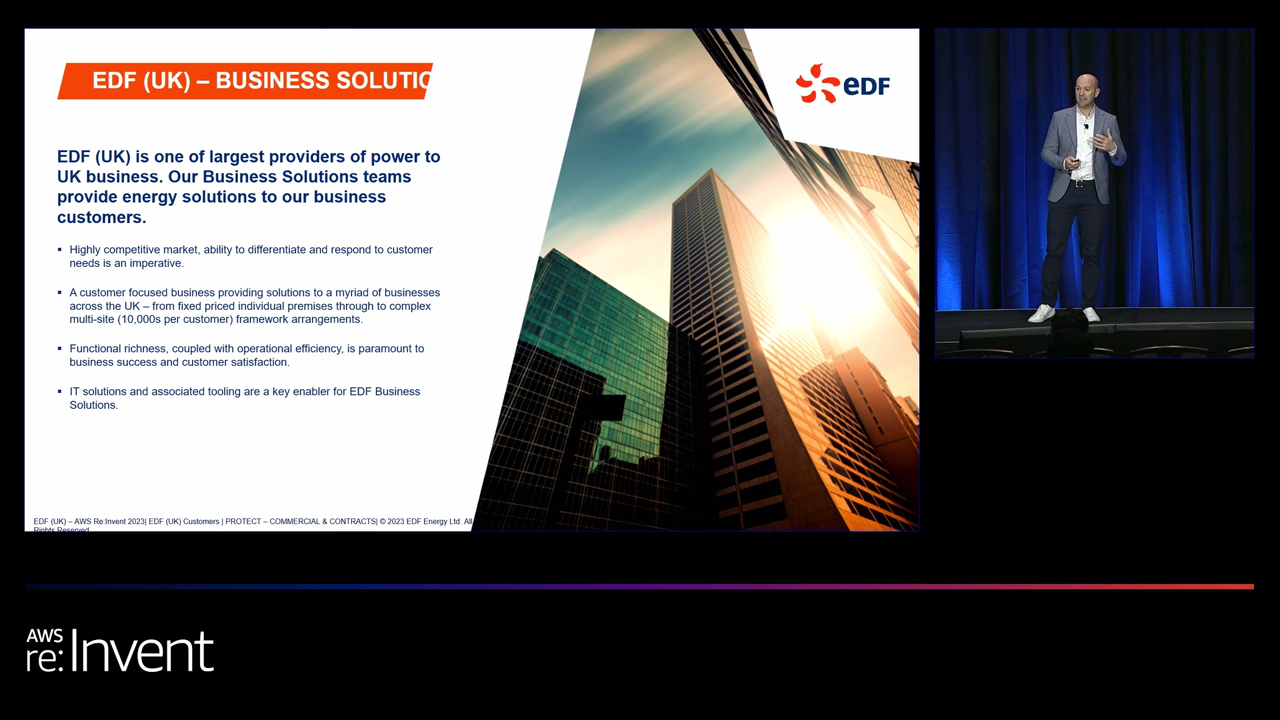 EDF (UK) – BUSINESS SOLUTIO
EDF (UK) is one of largest providers of power to
UK business. Our Business Solutions teams
provide energy solutions to our business
customers.
▪ Highly competitive market, ability to differentiate and respond to customer
needs is an imperative.
▪ A customer focused business providing solutions to a myriad of businesses
across the UK – from fixed priced individual premises through to complex
multi-site (10,000s per customer) framework arrangements.
▪ Functional richness, coupled with operational efficiency, is paramount to
business success and customer satisfaction.
▪ IT solutions and associated tooling are a key enabler for EDF Business
Solutions.
EDF (UK) – AWS Re:Invent 2023| EDF (UK) Customers | PROTECT – COMMERCIAL & CONTRACTS| © 2023 EDF Energy Ltd. All
Rights Reserved
eDF
AWS
re:Invent